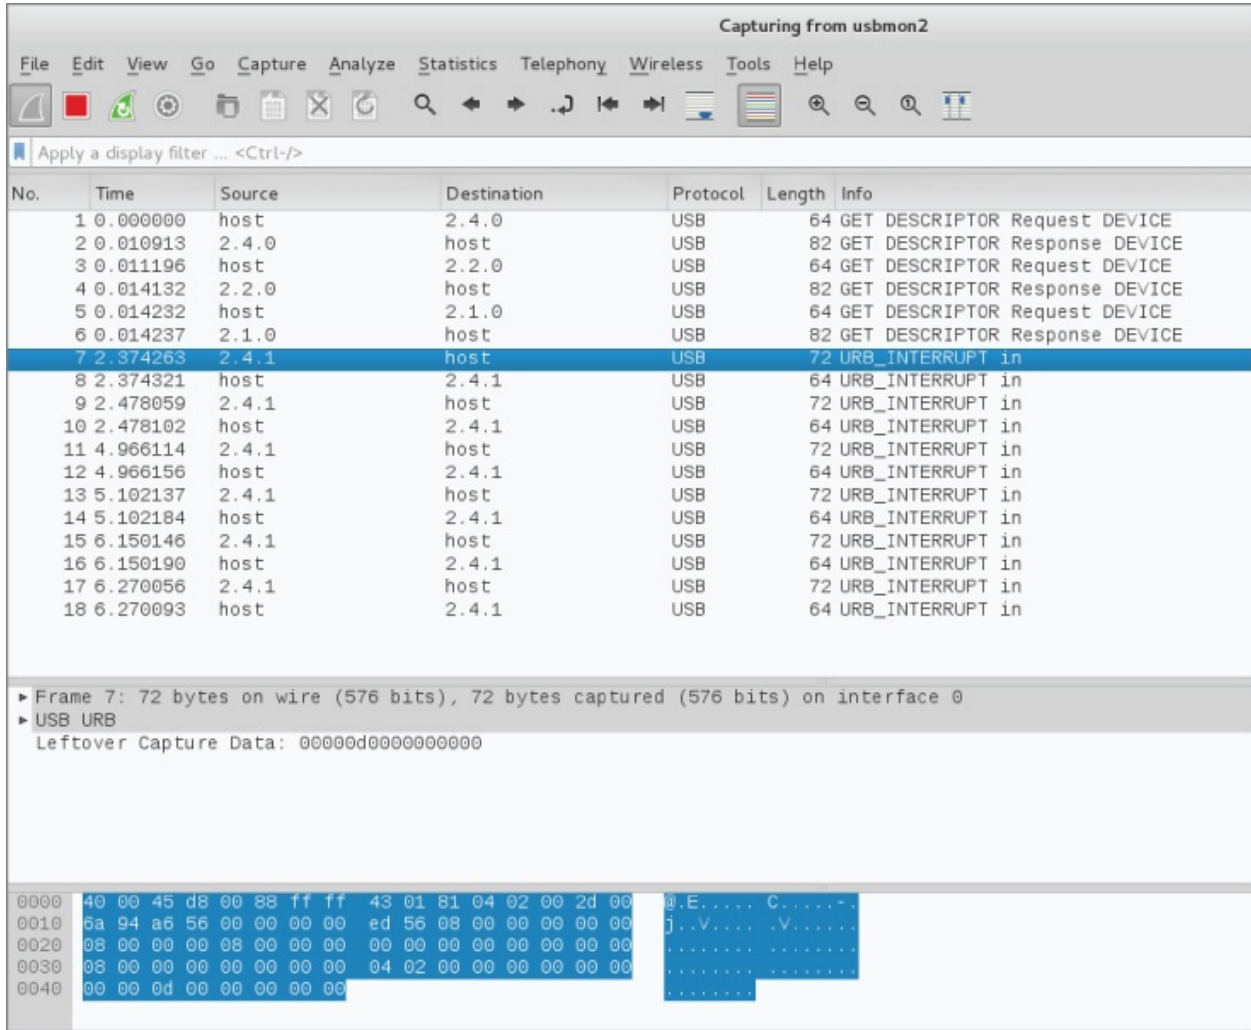 Capturing from usbmon2
File Edit View Go Capture Analyze Statistics Telephony Wireless Tools Help
Apply a display filter ... <Ctrl-/>
No. Time Source Destination Protocol Length Info
1 0.000000 host 2.4.0 USB 64 GET DESCRIPTOR Request DEVICE
2 0.010913 2.4.0 host USB 82 GET DESCRIPTOR Response DEVICE
3 0.011196 host 2.2.0 USB 64 GET DESCRIPTOR Request DEVICE
4 0.014132 2.2.0 host USB 82 GET DESCRIPTOR Response DEVICE
5 0.014232 host 2.1.0 USB 64 GET DESCRIPTOR Request DEVICE
6 0.014237 2.1.0 host USB 82 GET DESCRIPTOR Response DEVICE
7 2.374263 2.4.1 host USB 72 URB_INTERRUPT in
8 2.374321 host 2.4.1 USB 64 URB_INTERRUPT in
9 2.478059 2.4.1 host USB 72 URB_INTERRUPT in
10 2.478102 host 2.4.1 USB 64 URB_INTERRUPT in
11 4.966114 2.4.1 host USB 72 URB_INTERRUPT in
12 4.966156 host 2.4.1 USB 64 URB_INTERRUPT in
13 5.102137 2.4.1 host USB 72 URB_INTERRUPT in
14 5.102184 host 2.4.1 USB 64 URB_INTERRUPT in
15 6.150146 2.4.1 host USB 72 URB_INTERRUPT in
16 6.150190 host 2.4.1 USB 64 URB_INTERRUPT in
17 6.270056 2.4.1 host USB 72 URB_INTERRUPT in
18 6.270093 host 2.4.1 USB 64 URB_INTERRUPT in
Frame 7: 72 bytes on wire (576 bits), 72 bytes captured (576 bits) on interface 0
USB URB
Leftover Capture Data: 00000d0000000000
0000 40 00 45 d8 00 88 ff ff 43 01 81 04 02 00 2d 00 @.E..... C.....-.
0010 6a 94 a6 56 00 00 00 00 ed 56 08 00 00 00 00 00 j..V.... .V......
0020 08 00 00 00 08 00 00 00 00 00 00 00 00 00 00 00 ........ ........
0030 08 00 00 00 00 00 00 00 04 02 00 00 00 00 00 00 ........ ........
0040 00 00 0d 00 00 00 00 00 ........